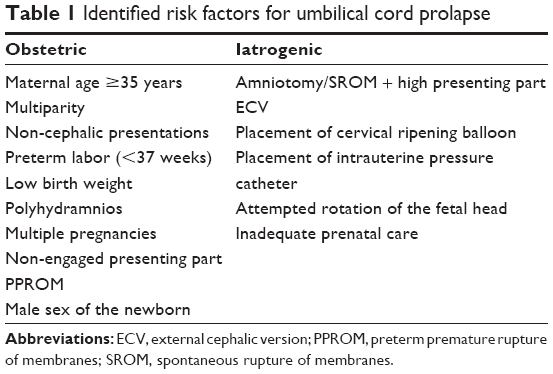 Table 1 Identified risk factors for umbilical cord prolapse
Obstetric Iatrogenic
Maternal age ≥35 years Amniotomy/SROM + high presenting part
Multiparity ECV
Non-cephalic presentations Placement of cervical ripening balloon
Preterm labor (<37 weeks) Placement of intrauterine pressure
Low birth weight catheter
Polyhydramnios Attempted rotation of the fetal head
Multiple pregnancies Inadequate prenatal care
Non-engaged presenting part
PPROM
Male sex of the newborn
Abbreviations: ECV, external cephalic version; PPROM, preterm premature rupture
of membranes; SROM, spontaneous rupture of membranes.